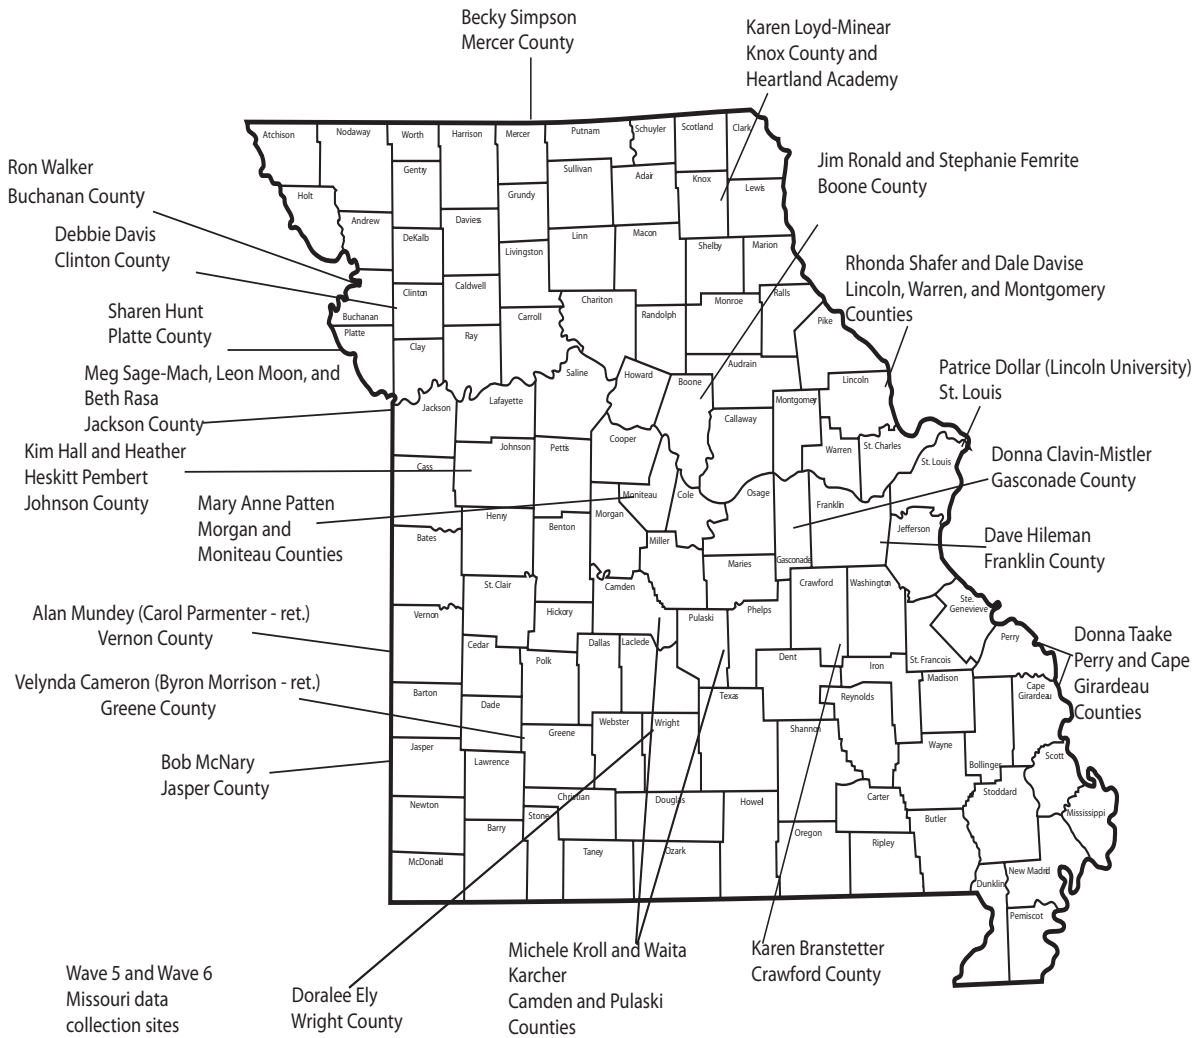 Becky Simpson
Mercer County
Karen Loyd-Minear
Knox County and
Heartland Academy
Ron Walker
Buchanan County
Debbie Davis
Clinton County
Sharen Hunt
Platte County
Meg Sage-Mach, Leon Moon, and
Beth Rasa
Jackson County
Kim Hall and Heather
Heskitt Pembert
Johnson County
Mary Anne Patten
Morgan and
Moniteau Counties
Alan Mundey (Carol Parmenter - ret.)
Vernon County
Velynda Cameron (Byron Morrison - ret.)
Greene County
Bob McNary
Jasper County
Jim Ronald and Stephanie Femrite
Boone County
Rhonda Shafer and Dale Davise
Lincoln, Warren, and Montgomery
Counties
Patrice Dollar (Lincoln University)
St. Louis
Donna Clavin-Mistler
Gasconade County
Dave Hileman
Franklin County
Donna Taake
Perry and Cape
Girardeau
Counties
Atchison
Nodaway
Worth
Harrison
Mercer
Putnam
Schuyler
Scotland
Clark
Gentry
Sullivan
Adair
Knox
Lewis
Holt
Andrew
Daviess
Grundy
DeKalb
Livingston
Linn
Macon
Shelby
Marion
Clinton
Caldwell
Chariton
Monroe
Ralls
Buchanan
Carroll
Randolph
Pike
Platte
Clay
Ray
Saline
Howard
Boone
Audrain
Lincoln
Jackson
Lafayette
Montgomery
Callaway
Cooper
Johnson
Pettis
Warren
St. Charles
St. Louis
Cass
Moniteau
Cole
Osage
Franklin
Henry
Benton
Morgan
Miller
Bates
Jefferson
Gasconade
Maries
St. Clair
Camden
Crawford
Washington
Hickory
Pulaski
Phelps
Ste.
Genevieve
Vernon
Cedar
Polk
Dallas
Laclede
Dent
Iron
St. Francois
Perry
Barton
Dade
Texas
Reynolds
Madison
Cape
Girardeau
Greene
Webster
Wright
Shannon
Jasper
Lawrence
Wayne
Bollinger
Scott
Newton
Christian
Douglas
Howell
Carter
Stoddard
Stone
Barry
Butler
Mississippi
McDonald
Taney
Ozark
Oregon
Ripley
New Madrid
Dunklin
Pemiscot
Wave 5 and Wave 6
Missouri data
collection sites
Doralee Ely
Wright County
Michele Kroll and Waita
Karcher
Camden and Pulaski
Counties
Karen Branstetter
Crawford County